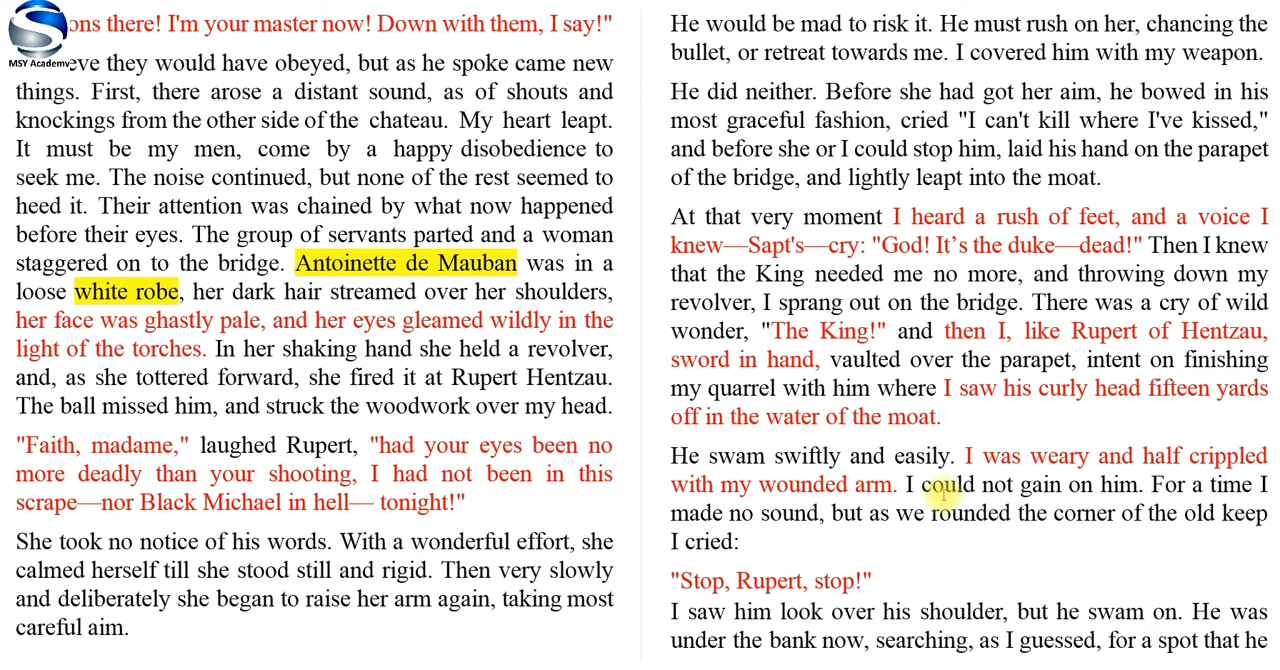 ons there! I'm your master now! Down with them, I say!"
MSY Academy
eve they would have obeyed, but as he spoke came new
things. First, there arose a distant sound, as of shouts and
knockings from the other side of the chateau. My heart leapt.
It must be my men, come by a happy disobedience to
seek me. The noise continued, but none of the rest seemed to
heed it. Their attention was chained by what now happened
before their eyes. The group of servants parted and a woman
staggered on to the bridge. Antoinette de Mauban was in a
loose white robe, her dark hair streamed over her shoulders,
her face was ghastly pale, and her eyes gleamed wildly in the
light of the torches. In her shaking hand she held a revolver,
and, as she tottered forward, she fired it at Rupert Hentzau.
The ball missed him, and struck the woodwork over my head.
"Faith, madame," laughed Rupert, "had your eyes been no
more deadly than your shooting, I had not been in this
scrape—nor Black Michael in hell— tonight!"
She took no notice of his words. With a wonderful effort, she
calmed herself till she stood still and rigid. Then very slowly
and deliberately she began to raise her arm again, taking most
careful aim.
He would be mad to risk it. He must rush on her, chancing the
bullet, or retreat towards me. I covered him with my weapon.
He did neither. Before she had got her aim, he bowed in his
most graceful fashion, cried "I can't kill where I've kissed,"
and before she or I could stop him, laid his hand on the parapet
of the bridge, and lightly leapt into the moat.
At that very moment I heard a rush of feet, and a voice I
knew—Sapt's—cry: "God! It’s the duke—dead!" Then I knew
that the King needed me no more, and throwing down my
revolver, I sprang out on the bridge. There was a cry of wild
wonder, "The King!" and then I, like Rupert of Hentzau,
sword in hand, vaulted over the parapet, intent on finishing
my quarrel with him where I saw his curly head fifteen yards
off in the water of the moat.
He swam swiftly and easily. I was weary and half crippled
with my wounded arm. I could not gain on him. For a time I
made no sound, but as we rounded the corner of the old keep
I cried:
"Stop, Rupert, stop!"
I saw him look over his shoulder, but he swam on. He was
under the bank now, searching, as I guessed, for a spot that he